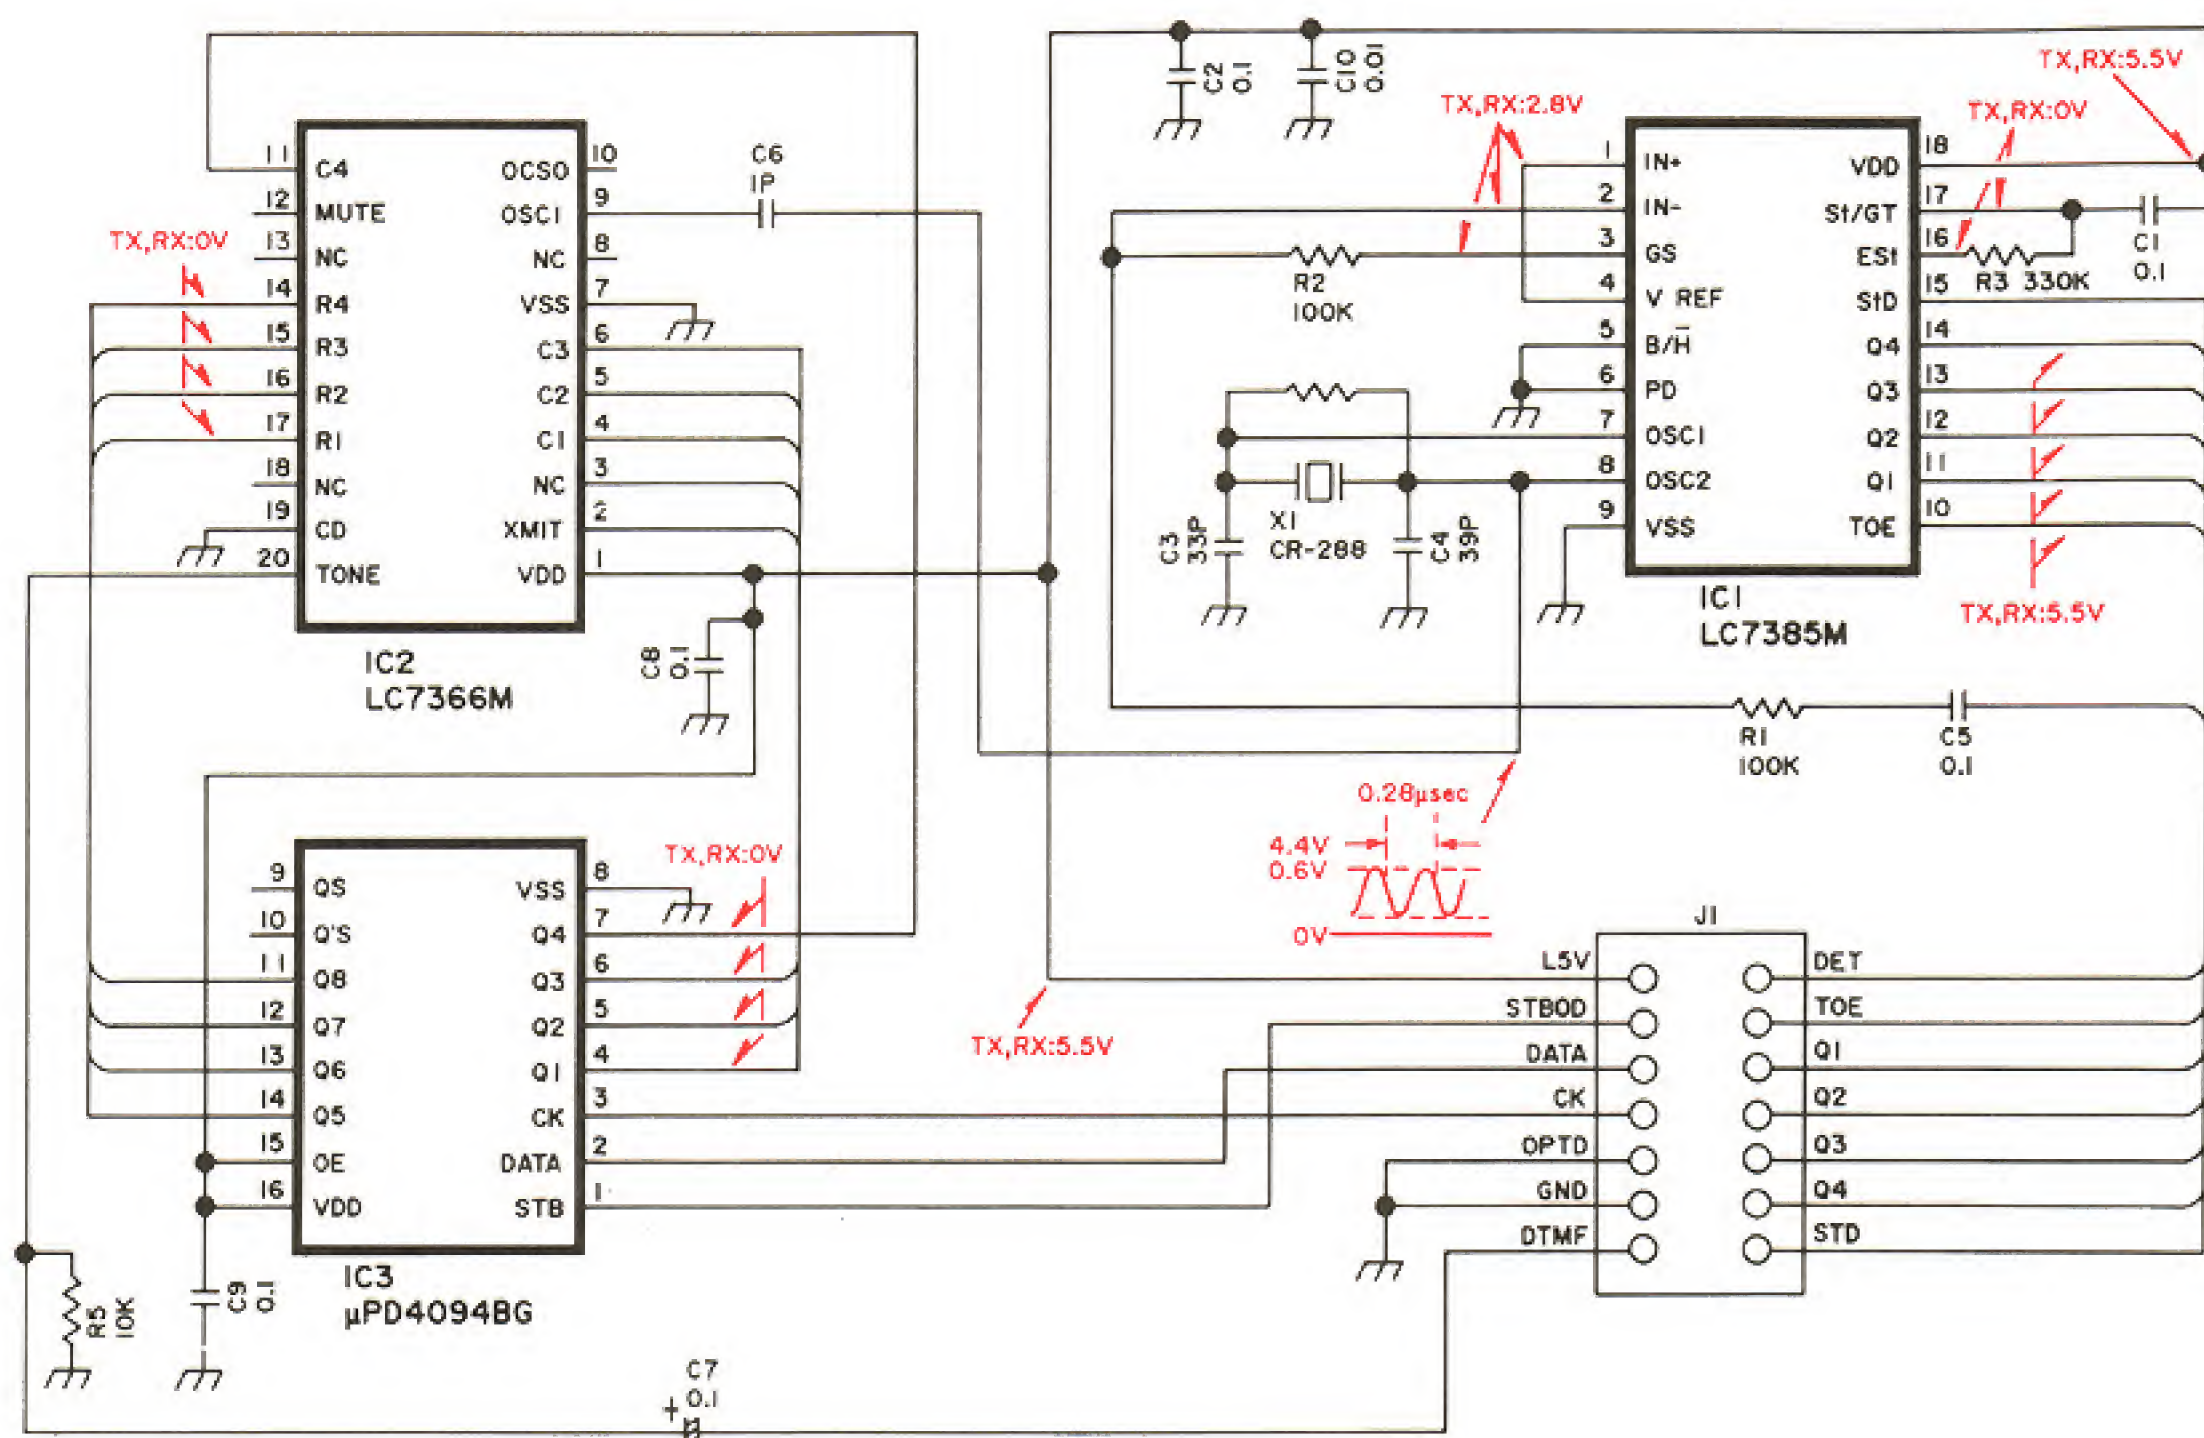 C2
0.1
C10
0.01
TX,RX:5.5V
TX,RX:2.8V
TX,RX:0V
11 C4
12 MUTE
13 NC
14 R4
15 R3
16 R2
17 R1
18 NC
19 CD
20 TONE
OCSO 10
OSCI 9
NC 8
VSS 7
C3 6
C2 5
C1 4
NC 3
XMIT 2
VDD 1
TX,RX:0V
IC2
LC7366M
C6
1P
C8
0.1
1 IN+
2 IN-
3 GS
4 V REF
5 B/H̅
6 PD
7 OSC1
8 OSC2
9 VSS
VDD 18
St/GT 17
ESt 16
StD 15
Q4 14
Q3 13
Q2 12
Q1 11
TOE 10
IC1
LC7385M
TX,RX:5.5V
R2
100K
R3 330K
C1
0.1
C3
33P
X1
CR-288
C4
39P
R1
100K
C5
0.1
0.28µsec
4.4V
0.6V
0V
TX,RX:0V
9 QS
10 Q'S
11 Q8
12 Q7
13 Q6
14 Q5
15 OE
16 VDD
VSS 8
Q4 7
Q3 6
Q2 5
Q1 4
CK 3
DATA 2
STB 1
IC3
µPD4094BG
TX,RX:5.5V
J1
L5V DET
STBOD TOE
DATA Q1
CK Q2
OPTD Q3
GND Q4
DTMF STD
R5
10K
C9
0.1
C7
+ 0.1